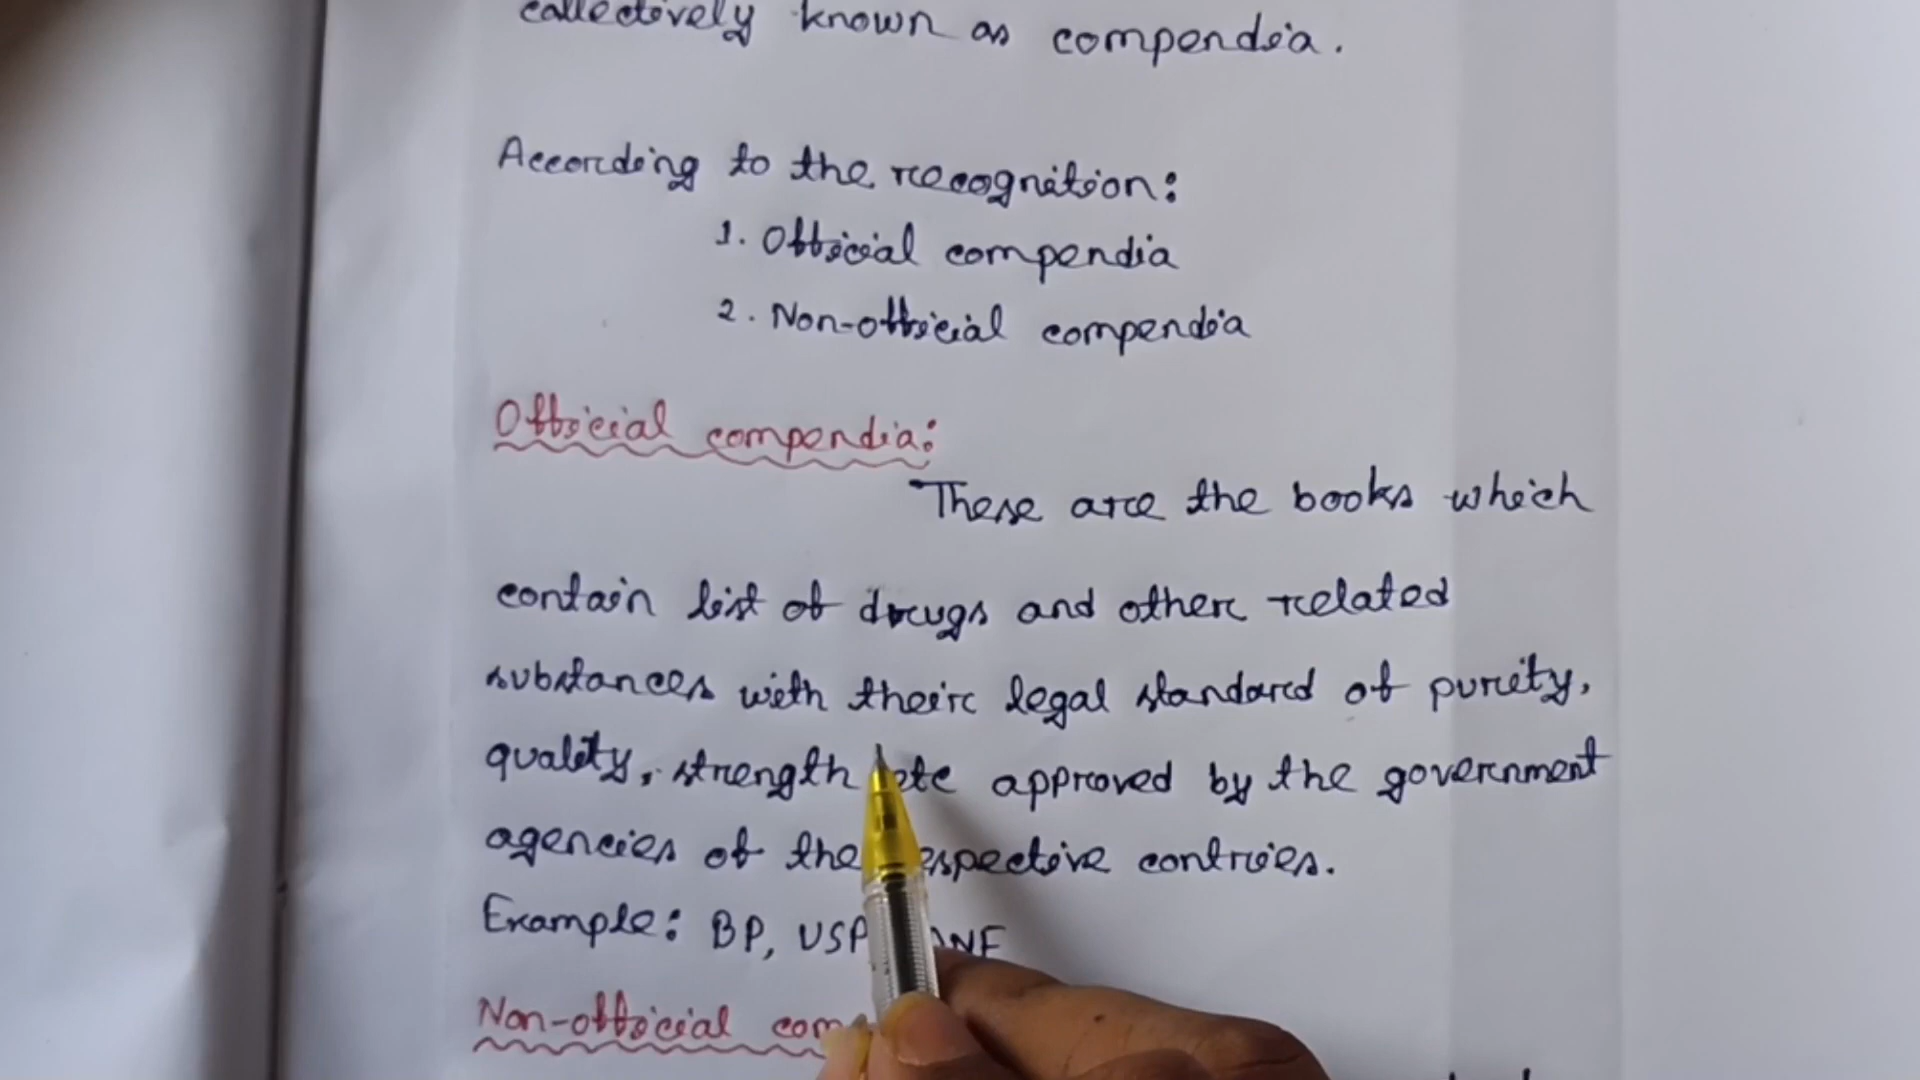 collectively known as compendia.
According to the recognition:
1. Official compendia
2. Non-official compendia
Official compendia:
These are the books which
contain list of drugs and other related
substances with their legal standard of purity,
quality, strength etc approved by the government
agencies of the respective contries.
Example: BP, USP
Non-official